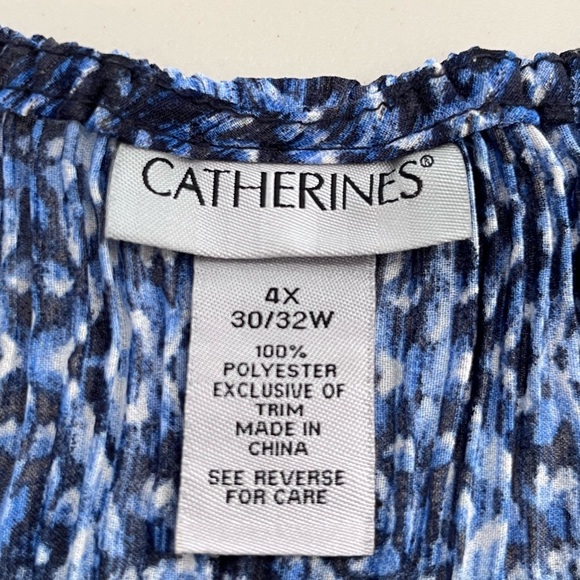 CATHERINES®
4X
30/32W
100%
POLYESTER
EXCLUSIVE OF
TRIM
MADE IN
CHINA
SEE REVERSE
FOR CARE